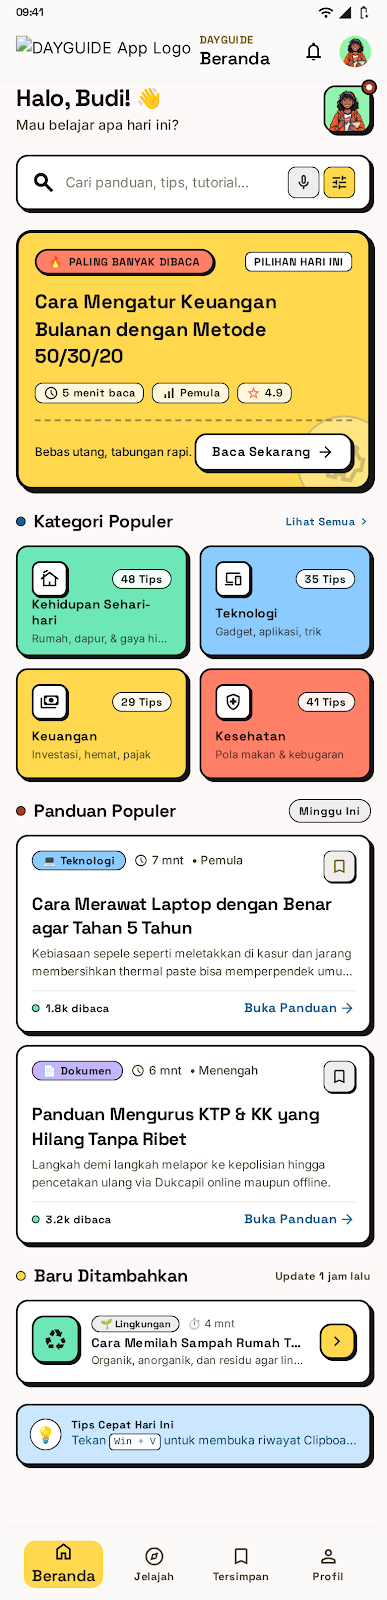 09:41
DAYGUIDE App Logo
DAYGUIDE
Beranda
Halo, Budi! 👋
Mau belajar apa hari ini?
Cari panduan, tips, tutorial...
🔥 PALING BANYAK DIBACA
PILIHAN HARI INI
Cara Mengatur Keuangan
Bulanan dengan Metode
50/30/20
5 menit baca
Pemula
4.9
Bebas utang, tabungan rapi.
Baca Sekarang →
Kategori Populer
Lihat Semua >
48 Tips
Kehidupan Sehari-
hari
Rumah, dapur, & gaya hi...
35 Tips
Teknologi
Gadget, aplikasi, trik
29 Tips
Keuangan
Investasi, hemat, pajak
41 Tips
Kesehatan
Pola makan & kebugaran
Panduan Populer
Minggu Ini
💻 Teknologi
7 mnt • Pemula
Cara Merawat Laptop dengan Benar
agar Tahan 5 Tahun
Kebiasaan sepele seperti meletakkan di kasur dan jarang
membersihkan thermal paste bisa memperpendek umu...
1.8k dibaca
Buka Panduan →
📄 Dokumen
6 mnt • Menengah
Panduan Mengurus KTP & KK yang
Hilang Tanpa Ribet
Langkah demi langkah melapor ke kepolisian hingga
pencetakan ulang via Dukcapil online maupun offline.
3.2k dibaca
Buka Panduan →
Baru Ditambahkan
Update 1 jam lalu
🌱 Lingkungan
⏱️ 4 mnt
Cara Memilah Sampah Rumah T...
Organik, anorganik, dan residu agar lin...
Tips Cepat Hari Ini
Tekan Win + V untuk membuka riwayat Clipboa...
Beranda
Jelajah
Tersimpan
Profil